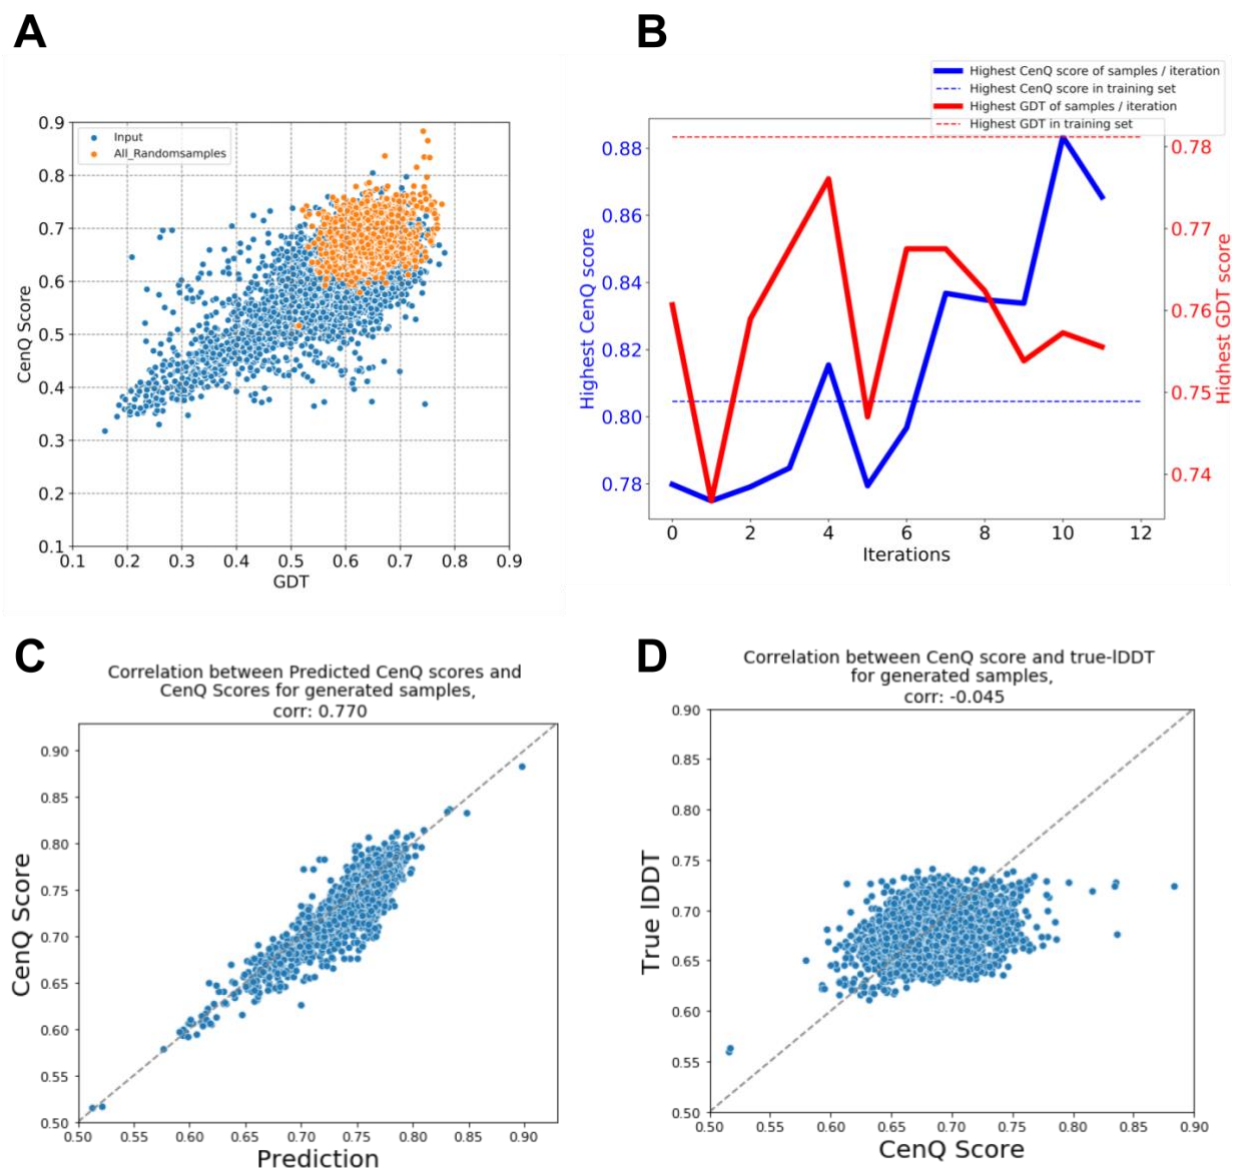 A
B
Input
All_Randomsamples
0.9
0.8
0.7
0.6
0.5
0.4
0.3
0.2
0.1
CenQ Score
0.1 0.2 0.3 0.4 0.5 0.6 0.7 0.8 0.9
GDT
Highest CenQ score of samples / iteration
Highest CenQ score in training set
Highest GDT of samples / iteration
Highest GDT in training set
0.88
0.86
0.84
0.82
0.80
0.78
Highest CenQ score
0.78
0.77
0.76
0.75
0.74
Highest GDT score
0 2 4 6 8 10 12
Iterations
C
Correlation between Predicted CenQ scores and
CenQ Scores for generated samples,
corr: 0.770
0.90
0.85
0.80
0.75
0.70
0.65
0.60
0.55
0.50
CenQ Score
0.50 0.55 0.60 0.65 0.70 0.75 0.80 0.85 0.90
Prediction
D
Correlation between CenQ score and true-lDDT
for generated samples,
corr: -0.045
0.90
0.85
0.80
0.75
0.70
0.65
0.60
0.55
0.50
True lDDT
0.50 0.55 0.60 0.65 0.70 0.75 0.80 0.85 0.90
CenQ Score